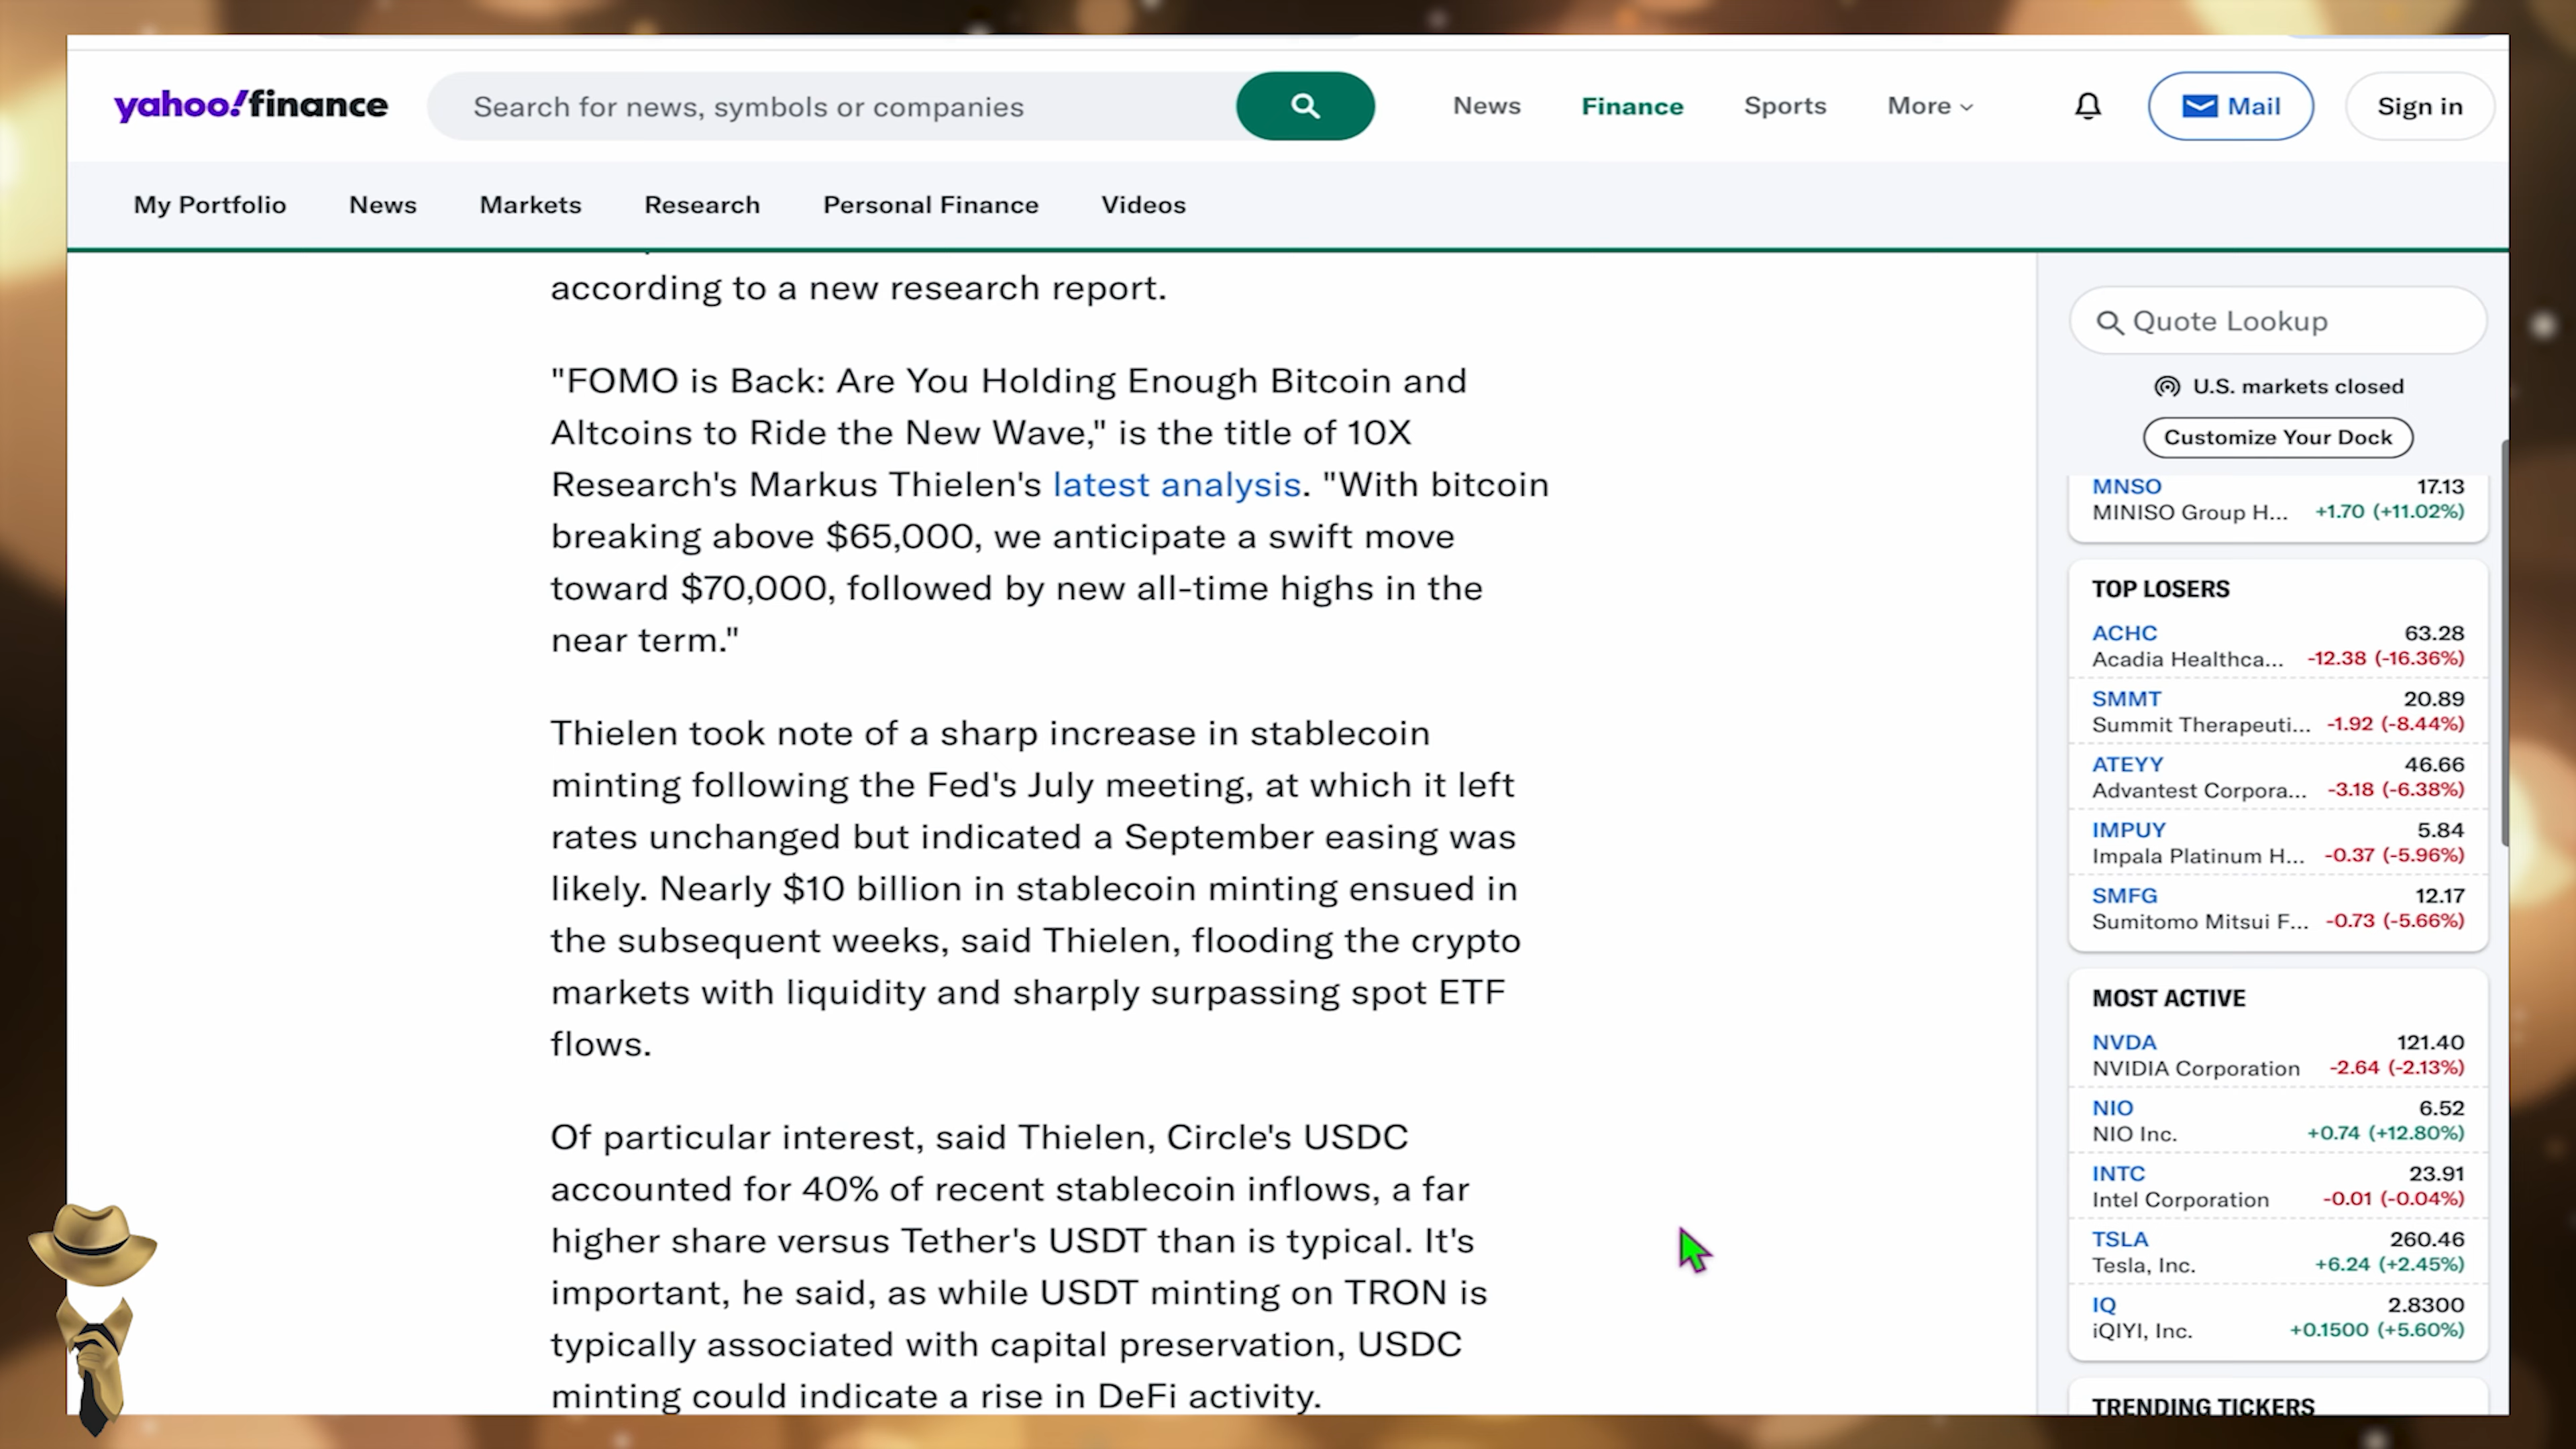 yahoo!finance
Search for news, symbols or companies
News
Finance
Sports
More
Mail
Sign in
My Portfolio
News
Markets
Research
Personal Finance
Videos
according to a new research report.
"FOMO is Back: Are You Holding Enough Bitcoin and
Altcoins to Ride the New Wave," is the title of 10X
Research's Markus Thielen's latest analysis. "With bitcoin
breaking above $65,000, we anticipate a swift move
toward $70,000, followed by new all-time highs in the
near term."
Thielen took note of a sharp increase in stablecoin
minting following the Fed's July meeting, at which it left
rates unchanged but indicated a September easing was
likely. Nearly $10 billion in stablecoin minting ensued in
the subsequent weeks, said Thielen, flooding the crypto
markets with liquidity and sharply surpassing spot ETF
flows.
Of particular interest, said Thielen, Circle's USDC
accounted for 40% of recent stablecoin inflows, a far
higher share versus Tether's USDT than is typical. It's
important, he said, as while USDT minting on TRON is
typically associated with capital preservation, USDC
minting could indicate a rise in DeFi activity.
Quote Lookup
U.S. markets closed
Customize Your Dock
MNSO 17.13
MINISO Group H... +1.70 (+11.02%)
TOP LOSERS
ACHC 63.28
Acadia Healthca... -12.38 (-16.36%)
SMMT 20.89
Summit Therapeuti... -1.92 (-8.44%)
ATEYY 46.66
Advantest Corpora... -3.18 (-6.38%)
IMPUY 5.84
Impala Platinum H... -0.37 (-5.96%)
SMFG 12.17
Sumitomo Mitsui F... -0.73 (-5.66%)
MOST ACTIVE
NVDA 121.40
NVIDIA Corporation -2.64 (-2.13%)
NIO 6.52
NIO Inc. +0.74 (+12.80%)
INTC 23.91
Intel Corporation -0.01 (-0.04%)
TSLA 260.46
Tesla, Inc. +6.24 (+2.45%)
IQ 2.8300
iQIYI, Inc. +0.1500 (+5.60%)
TRENDING TICKERS